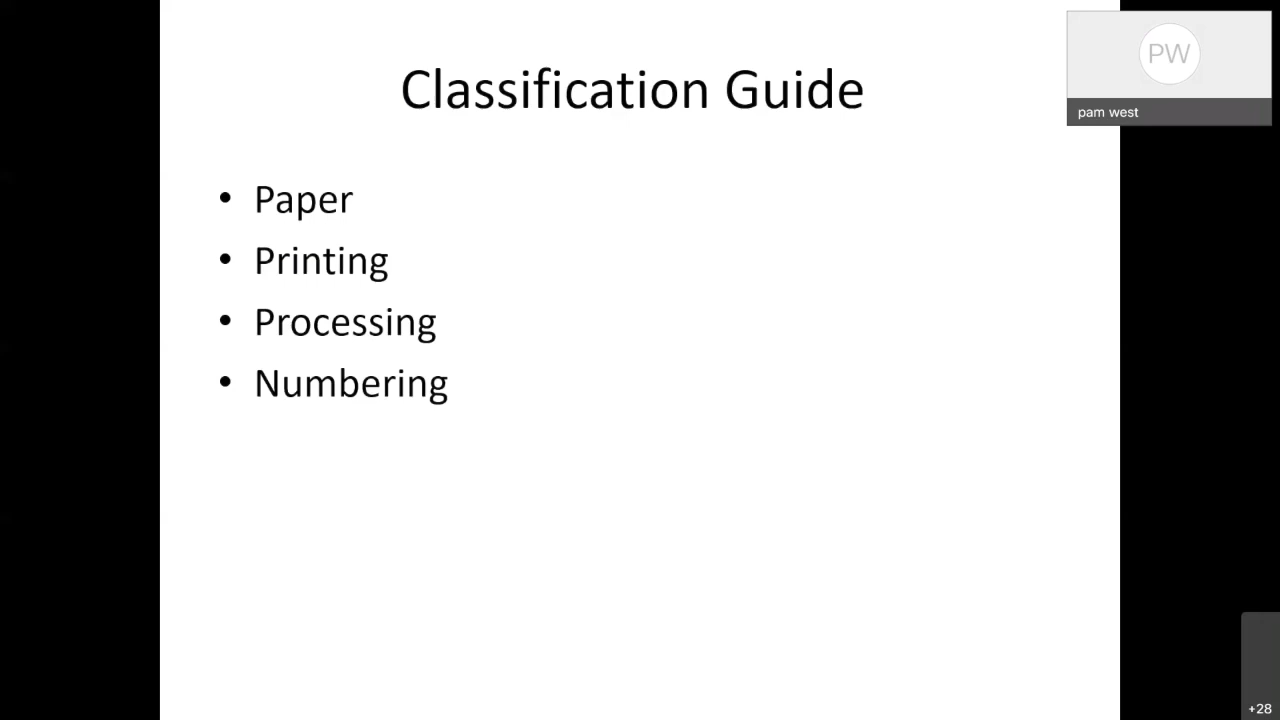 Classification Guide
PW
pam west
• Paper
• Printing
• Processing
• Numbering
+28